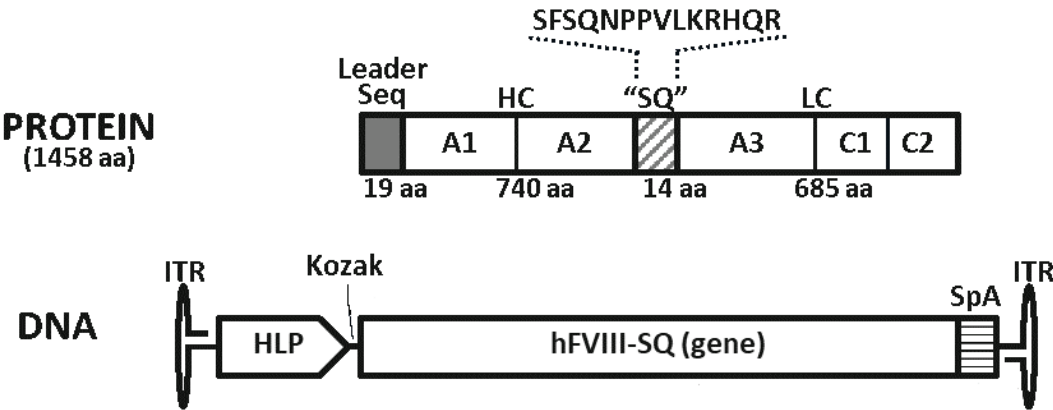 SFSQNPPVLKRHQR
Leader
Seq
HC
"SQ"
LC
PROTEIN
(1458 aa)
A1
A2
A3
C1
C2
19 aa
740 aa
14 aa
685 aa
ITR
Kozak
ITR
SpA
DNA
HLP
hFVIII-SQ (gene)